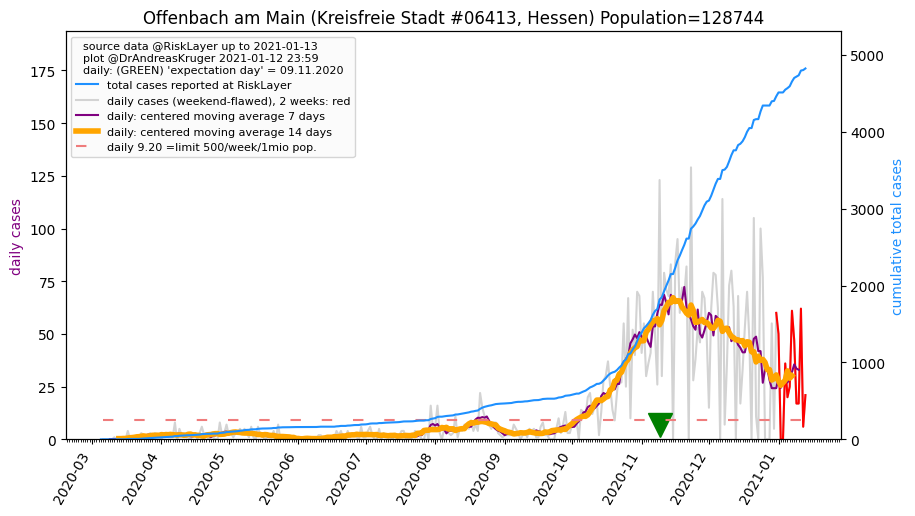 Offenbach am Main (Kreisfreie Stadt #06413, Hessen) Population=128744
source data @RiskLayer up to 2021-01-13
plot @DrAndreasKruger 2021-01-12 23:59
daily: (GREEN) 'expectation day' = 09.11.2020
total cases reported at RiskLayer
daily cases (weekend-flawed), 2 weeks: red
daily: centered moving average 7 days
daily: centered moving average 14 days
daily 9.20 =limit 500/week/1mio pop.
daily cases
175
150
125
100
75
50
25
0
cumulative total cases
5000
4000
3000
2000
1000
0
2020-03
2020-04
2020-05
2020-06
2020-07
2020-08
2020-09
2020-10
2020-11
2020-12
2021-01